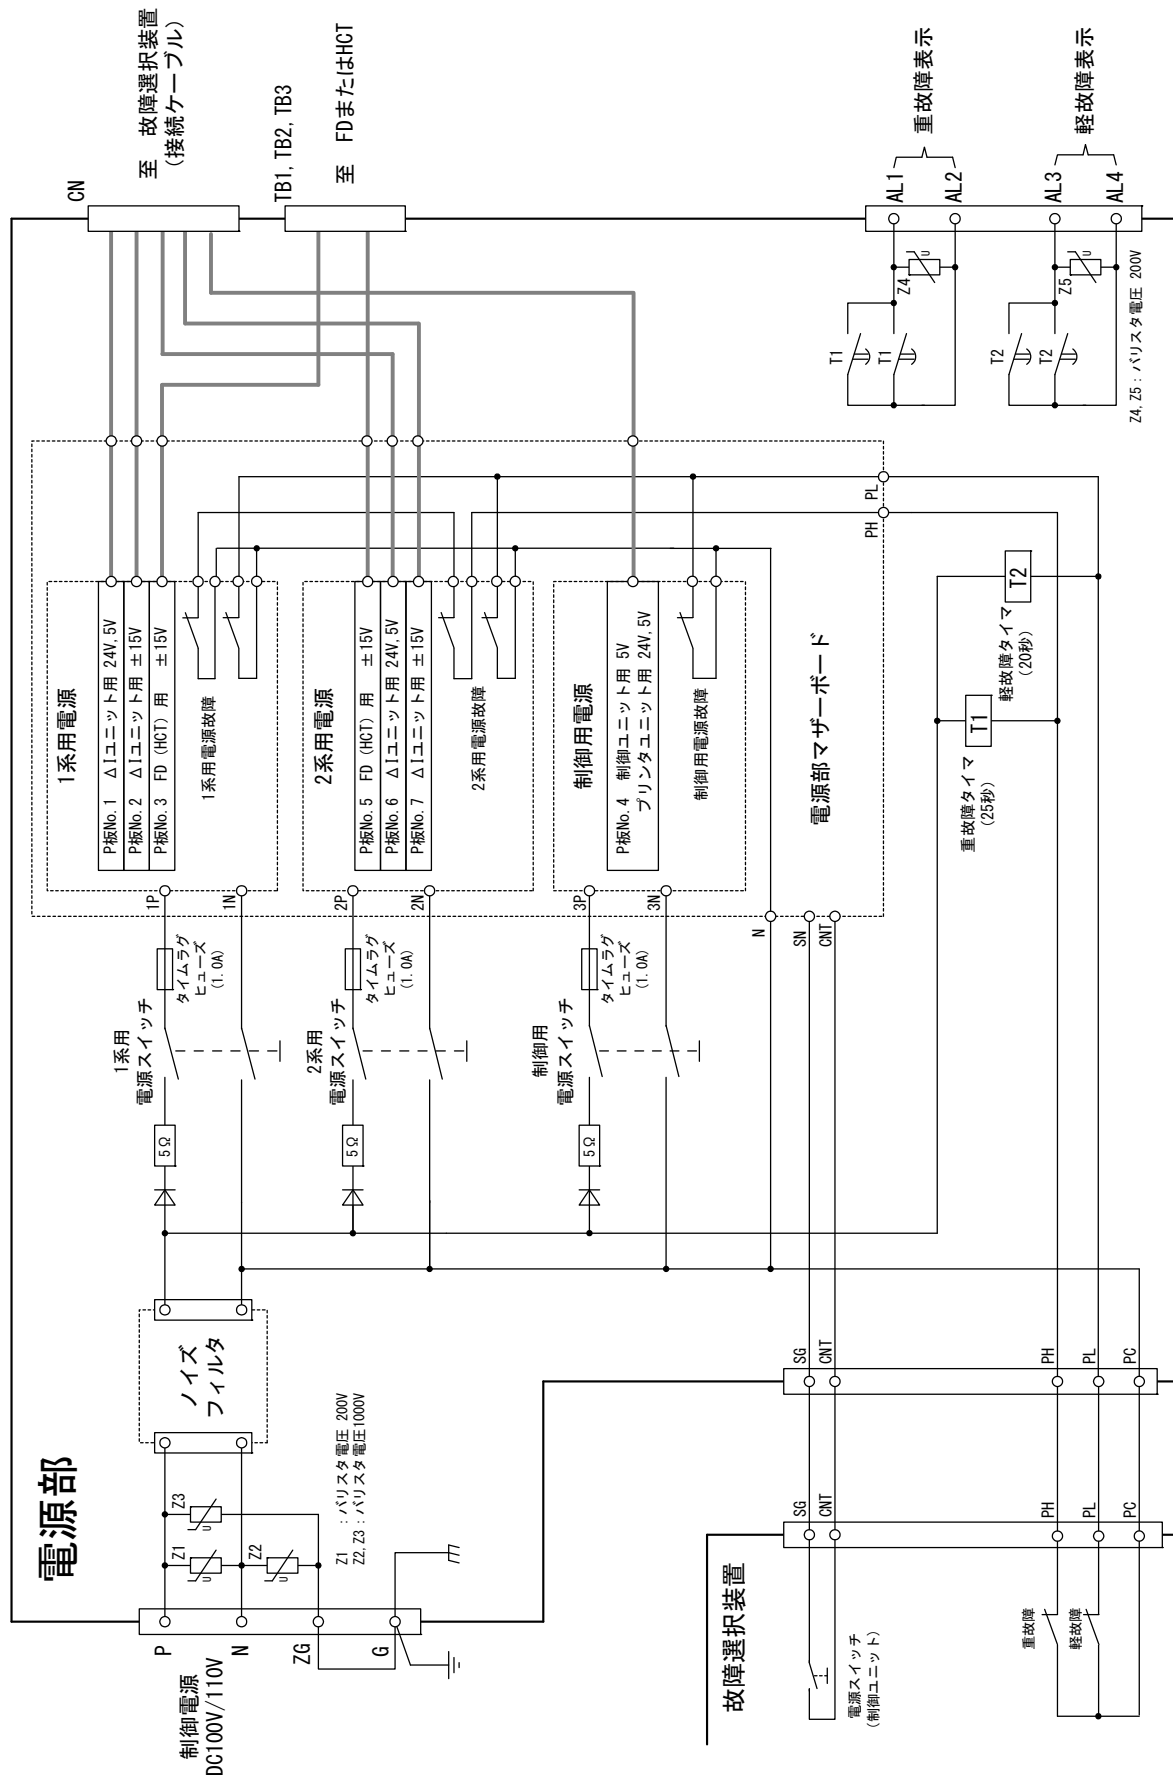 電源部
制御電源
DC100V/110V
P
N
ZG
G
Z1
Z2
Z3
Z1 : バリスタ電圧 200V
Z2, Z3 : バリスタ電圧1000V
ノイズ
フィルタ
5Ω
1系用
電源スイッチ
タイムラグ
ヒューズ
(1.0A)
1P
1N
5Ω
2系用
電源スイッチ
タイムラグ
ヒューズ
(1.0A)
2P
2N
5Ω
制御用
電源スイッチ
タイムラグ
ヒューズ
(1.0A)
3P
3N
N
SN
CNT
1系用電源
P板No.1 ΔIユニット用 24V,5V
P板No.2 ΔIユニット用 ±15V
P板No.3 FD (HCT) 用 ±15V
1系用電源故障
2系用電源
P板No.5 FD (HCT) 用 ±15V
P板No.6 ΔIユニット用 24V,5V
P板No.7 ΔIユニット用 ±15V
2系用電源故障
制御用電源
P板No.4 制御ユニット用 5V
プリンタユニット用 24V,5V
制御用電源故障
電源部マザーボード
PH
PL
CN
至 故障選択装置
(接続ケーブル)
TB1, TB2, TB3
至 FDまたはHCT
重故障タイマ
(25秒)
T1
軽故障タイマ
(20秒)
T2
T1
T1
Z4
U
AL1
AL2
重故障表示
T2
T2
Z5
U
AL3
AL4
軽故障表示
Z4, Z5 : バリスタ電圧 200V
故障選択装置
電源スイッチ
(制御ユニット)
重故障
軽故障
SG
CNT
PH
PL
PC
SG
CNT
PH
PL
PC
U
U
U